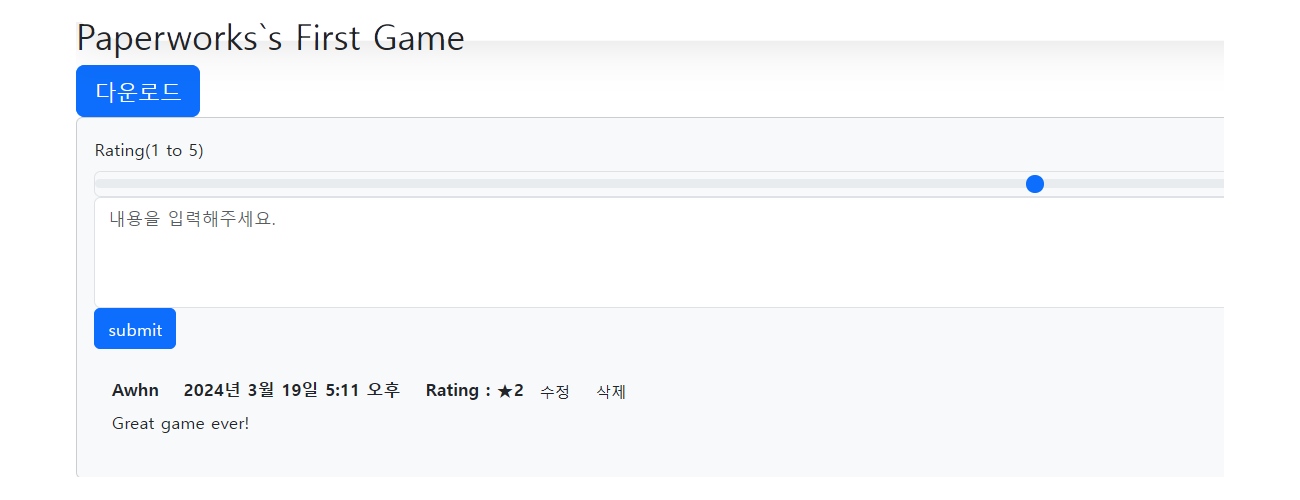 Paperworks`s First Game
다운로드
Rating(1 to 5)
내용을 입력해주세요.
submit
Awhn 2024년 3월 19일 5:11 오후 Rating : ★2 수정 삭제
Great game ever!